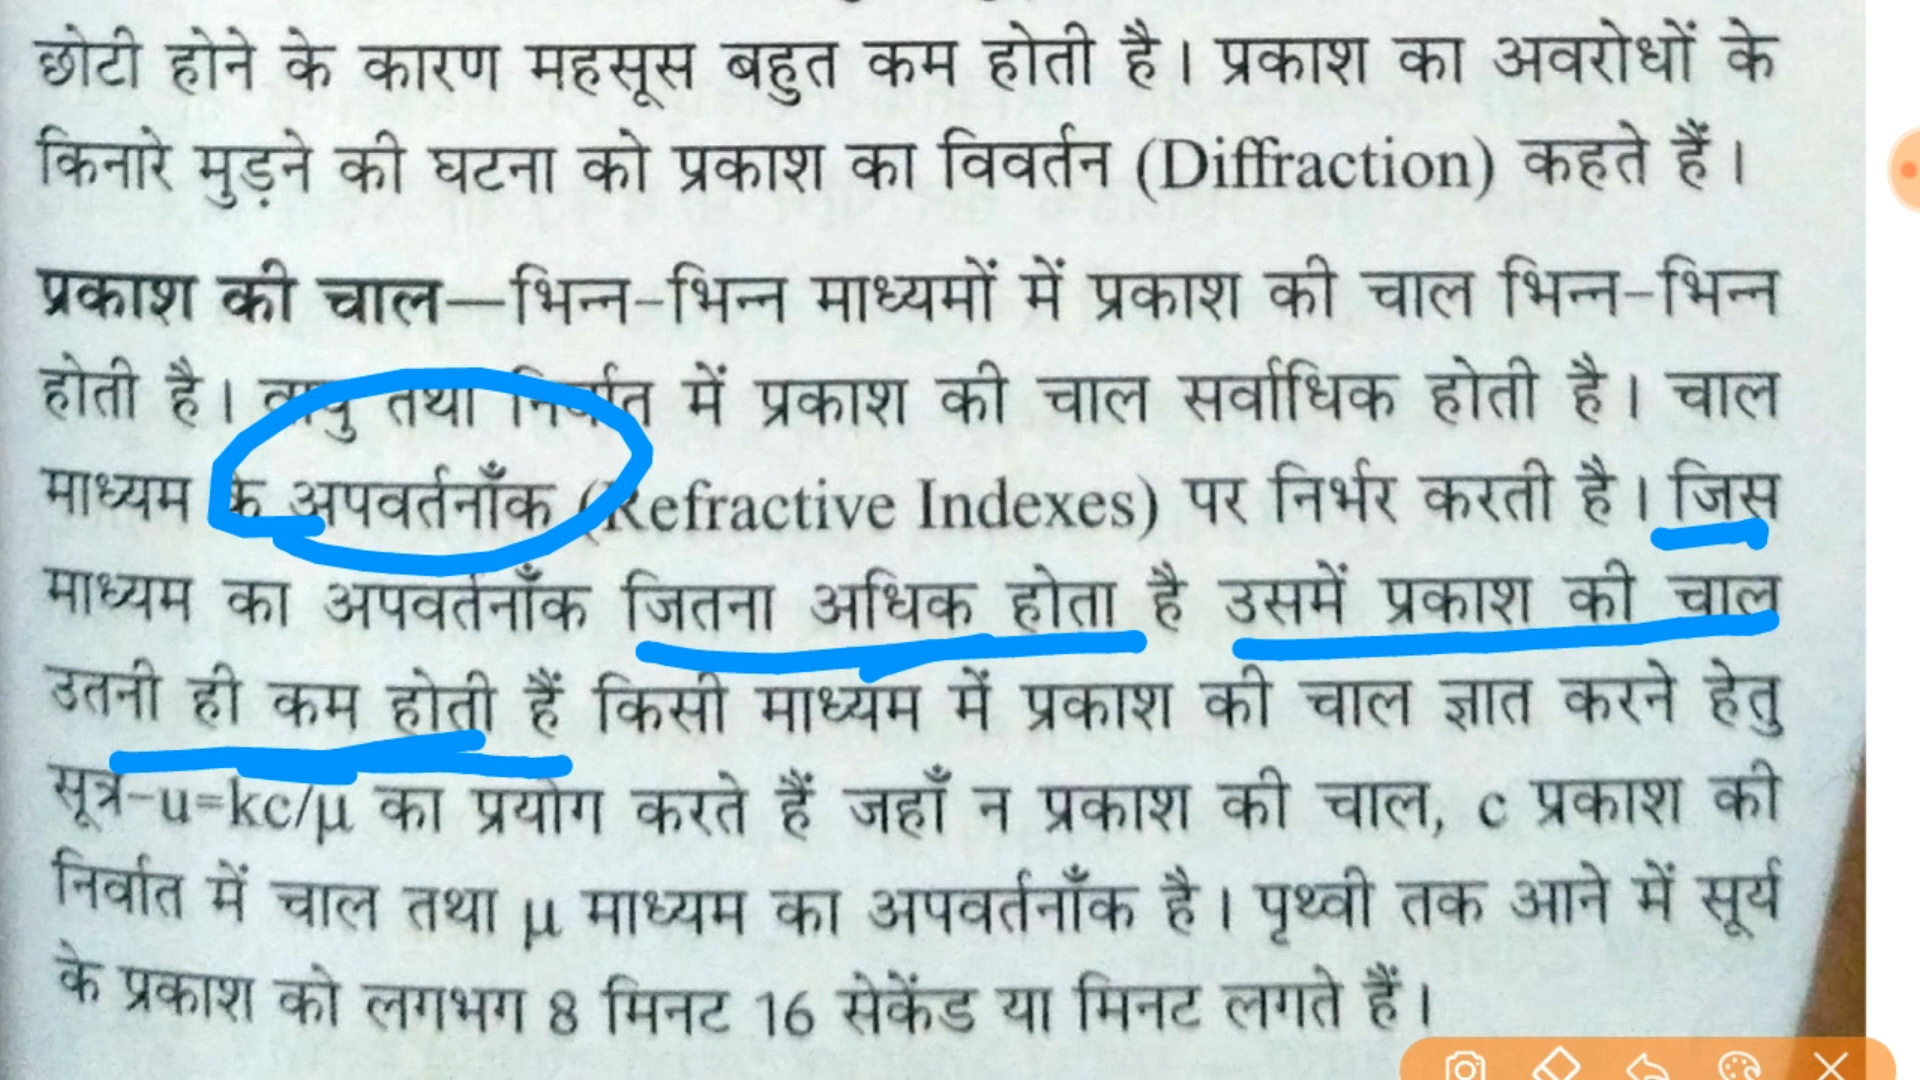 छोटी होने के कारण महसूस बहुत कम होती है। प्रकाश का अवरोधों के
किनारे मुड़ने की घटना को प्रकाश का विवर्तन (Diffraction) कहते हैं।
प्रकाश की चाल—भिन्न-भिन्न माध्यमों में प्रकाश की चाल भिन्न-भिन्न
होती है। वायु तथा निर्वात में प्रकाश की चाल सर्वाधिक होती है। चाल
माध्यम के अपवर्तनाँक (Refractive Indexes) पर निर्भर करती है। जिस
माध्यम का अपवर्तनाँक जितना अधिक होता है उसमें प्रकाश की चाल
उतनी ही कम होती हैं किसी माध्यम में प्रकाश की चाल ज्ञात करने हेतु
सूत्र-u=kc/µ का प्रयोग करते हैं जहाँ न प्रकाश की चाल, c प्रकाश की
निर्वात में चाल तथा µ माध्यम का अपवर्तनाँक है। पृथ्वी तक आने में सूर्य
के प्रकाश को लगभग 8 मिनट 16 सेकेंड या मिनट लगते हैं।